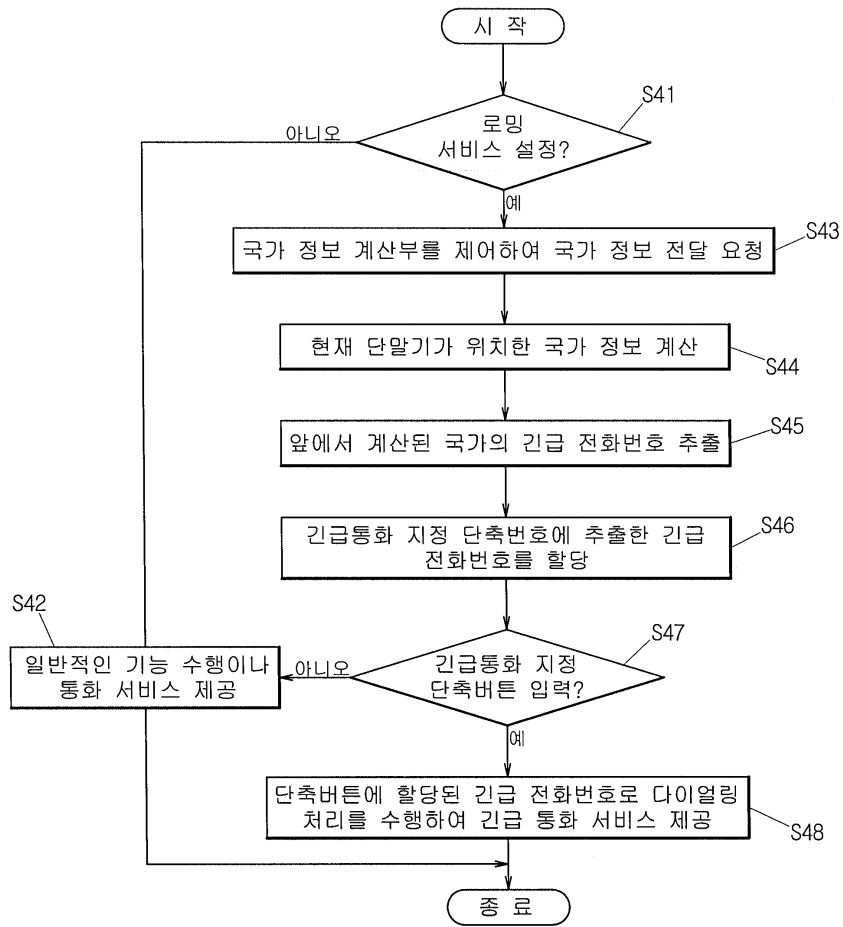 시 작
S41
로밍
서비스 설정?
아니오
예
S43
국가 정보 계산부를 제어하여 국가 정보 전달 요청
현재 단말기가 위치한 국가 정보 계산
S44
S45
앞에서 계산된 국가의 긴급 전화번호 추출
S46
긴급통화 지정 단축번호에 추출한 긴급
전화번호를 할당
S42
일반적인 기능 수행이나
통화 서비스 제공
S47
긴급통화 지정
단축버튼 입력?
아니오
예
단축버튼에 할당된 긴급 전화번호로 다이얼링
처리를 수행하여 긴급 통화 서비스 제공
S48
종 료